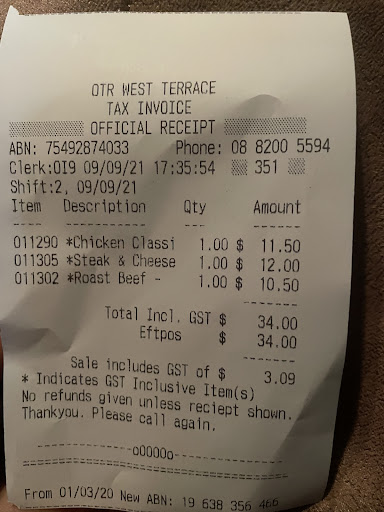 OTR WEST TERRACE
TAX INVOICE
OFFICIAL RECEIPT
ABN: 75492874033 Phone: 08 8200 5594
Clerk:OI9 09/09/21 17:35:54 351
Shift:2, 09/09/21
Item Description Qty Amount
011290 *Chicken Classi 1.00 $ 11.50
011305 *Steak & Cheese 1.00 $ 12.00
011302 *Roast Beef - 1.00 $ 10.50
Total Incl. GST $ 34.00
Eftpos $ 34.00
Sale includes GST of $ 3.09
* Indicates GST Inclusive Item(s)
No refunds given unless reciept shown.
Thankyou. Please call again.
--------o0000o--------
From 01/03/20 New ABN: 19 638 356 466